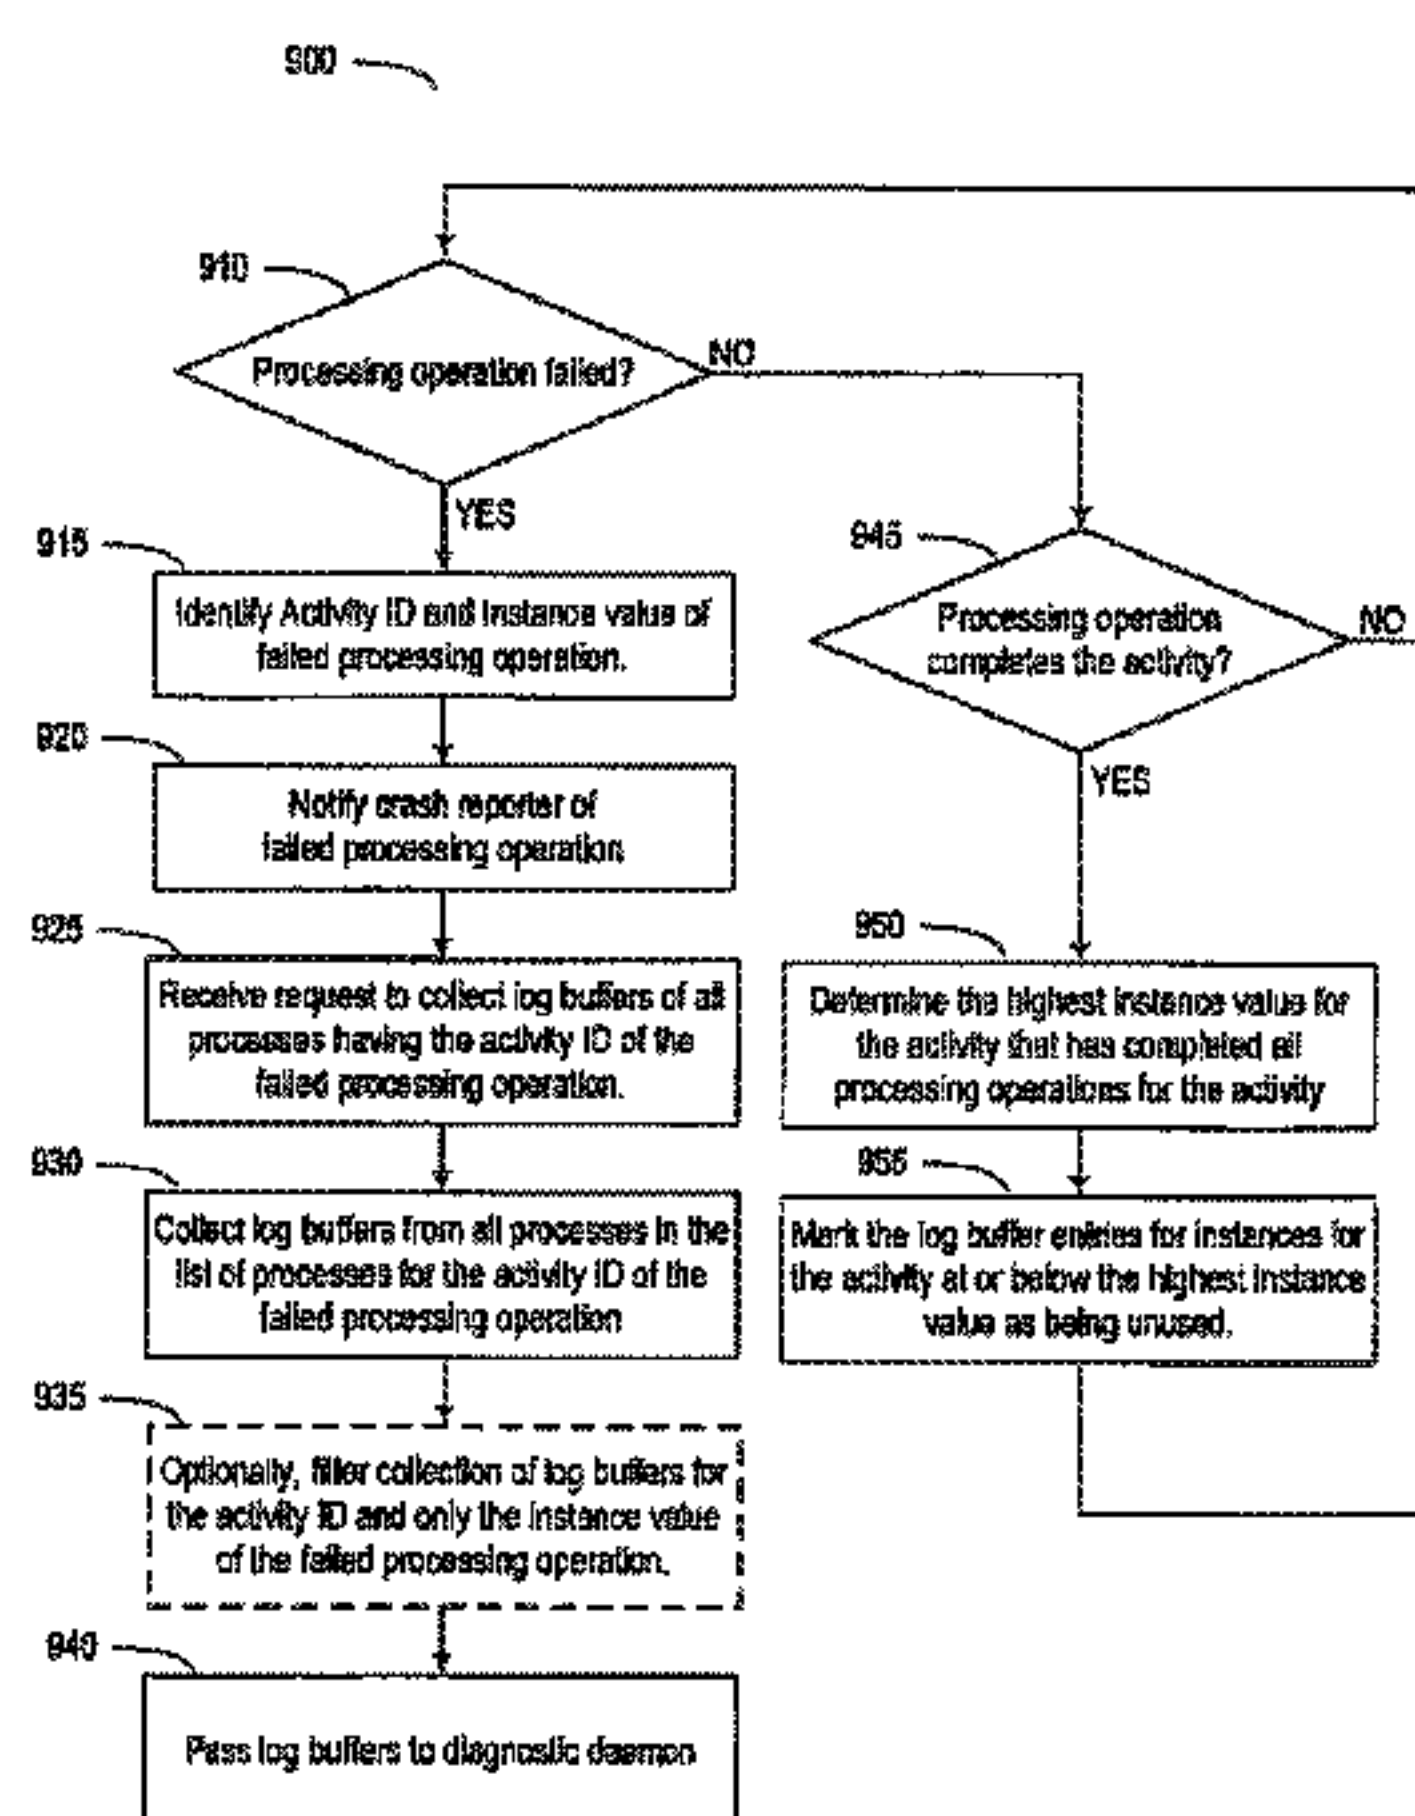 900
910
Processing operation failed?
NO
YES
915
Identify Activity ID and Instance value of
failed processing operation.
920
Notify crash reporter of
failed processing operation
925
Receive request to collect log buffers of all
processes having the activity ID of the
failed processing operation.
930
Collect log buffers from all processes in the
list of processes for the activity ID of the
failed processing operation
935
Optionally, filter collection of log buffers for
the activity ID and only the instance value
of the failed processing operation.
940
Pass log buffers to diagnostic daemon
945
Processing operation
completes the activity?
NO
YES
950
Determine the highest instance value for
the activity that has completed all
processing operations for the activity
955
Mark the log buffer entries for instances for
the activity at or below the highest instance
value as being unused.